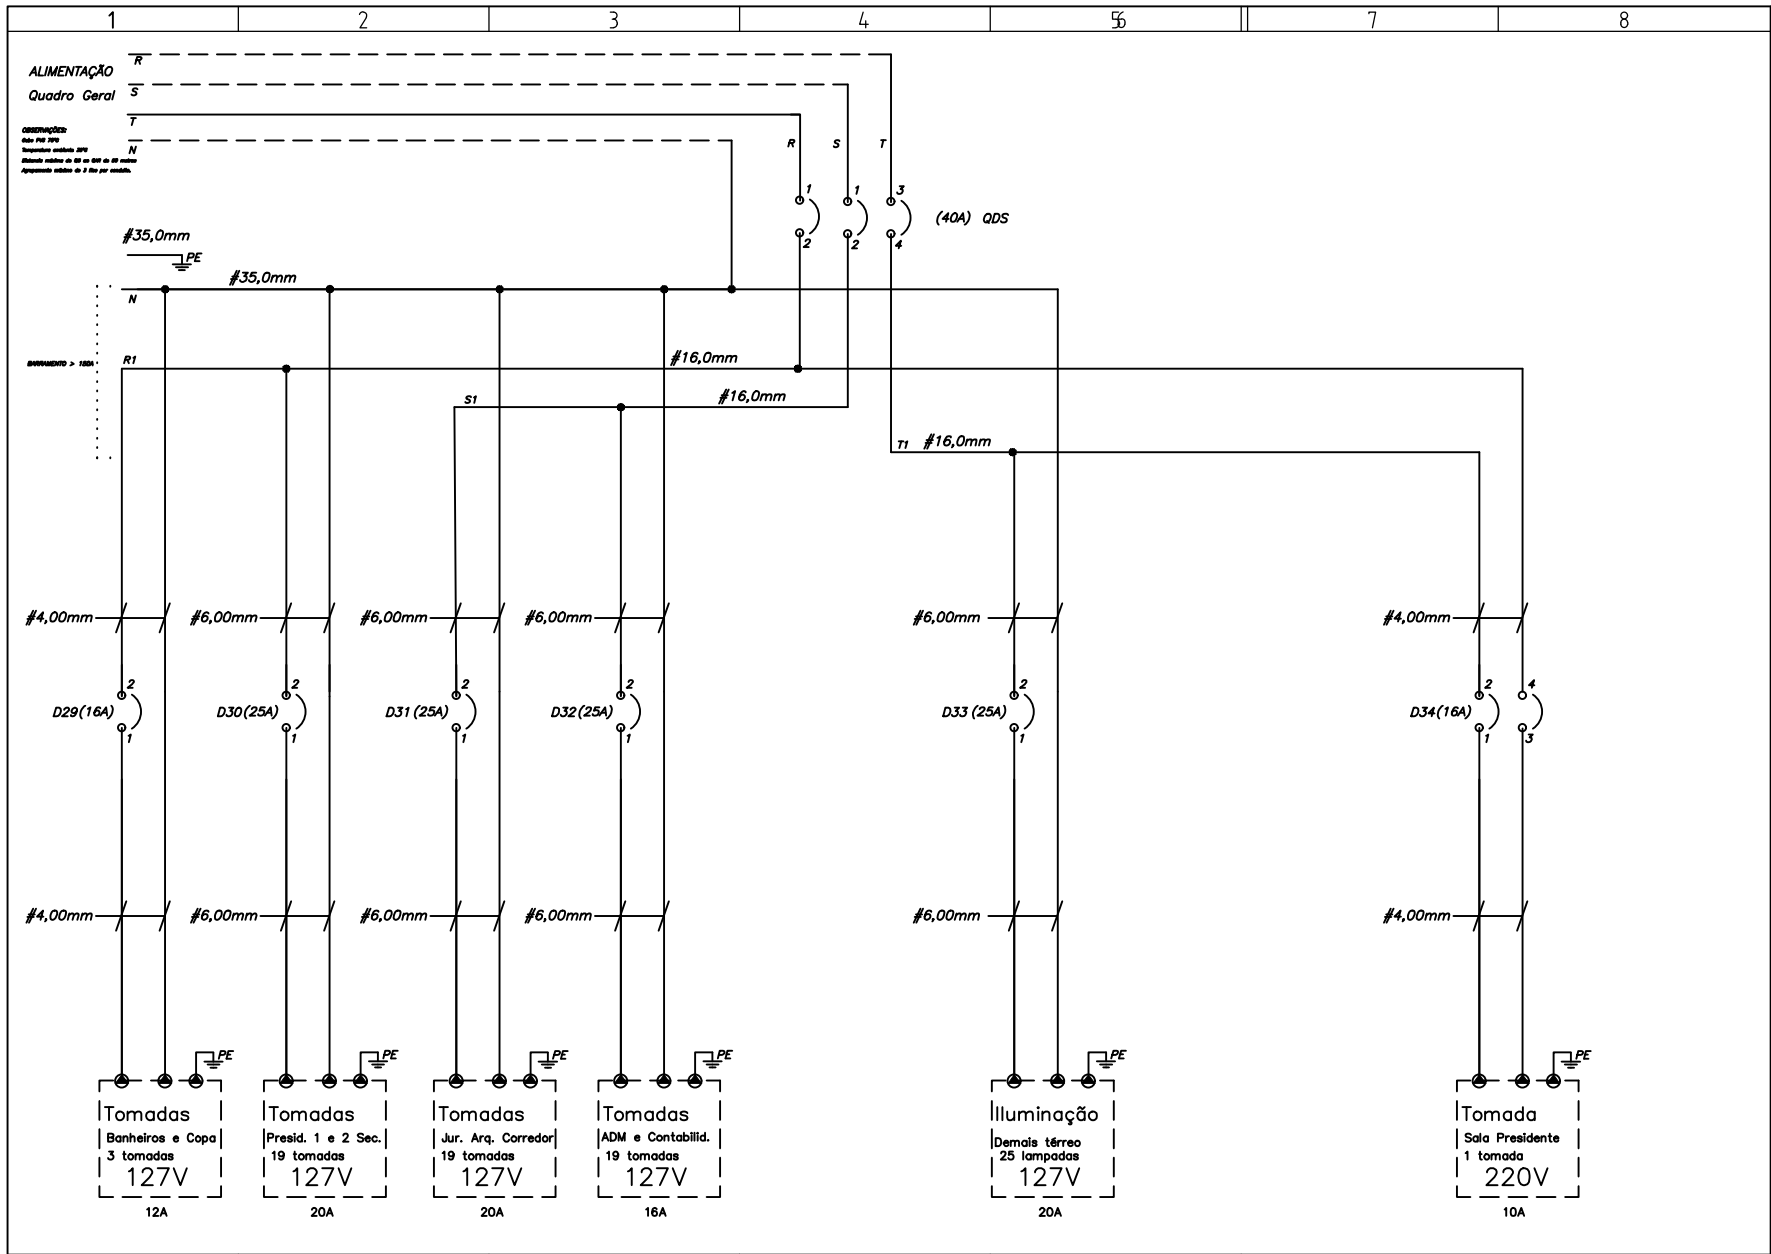 1 2 3 4 56 7 8
R
ALIMENTAÇÃO
S
Quadro Geral
T
OBSERVAÇÕES:
Cabo PVC 70ºC
N
R S T
1 1 3
(40A) QDS
2 2 4
#35,0mm
PE
#35,0mm
N
BARRAMENTO > 150A
R1
#16,0mm
S1
#16,0mm
T1 #16,0mm
#4,00mm #6,00mm #6,00mm #6,00mm #6,00mm #4,00mm
2 2 2 2 2 2 4
D29(16A) D30(25A) D31(25A) D32(25A) D33(25A) D34(16A)
1 1 1 1 1 1 3
#4,00mm #6,00mm #6,00mm #6,00mm #6,00mm #4,00mm
PE PE PE PE PE PE
Tomadas
Banheiros e Copa
3 tomadas
127V
12A
Tomadas
Presid. 1 e 2 Sec.
19 tomadas
127V
20A
Tomadas
Jur. Arq. Corredor
19 tomadas
127V
20A
Tomadas
ADM e Contabilid.
19 tomadas
127V
16A
Iluminação
Demais térreo
25 lampadas
127V
20A
Tomada
Sala Presidente
1 tomada
220V
10A